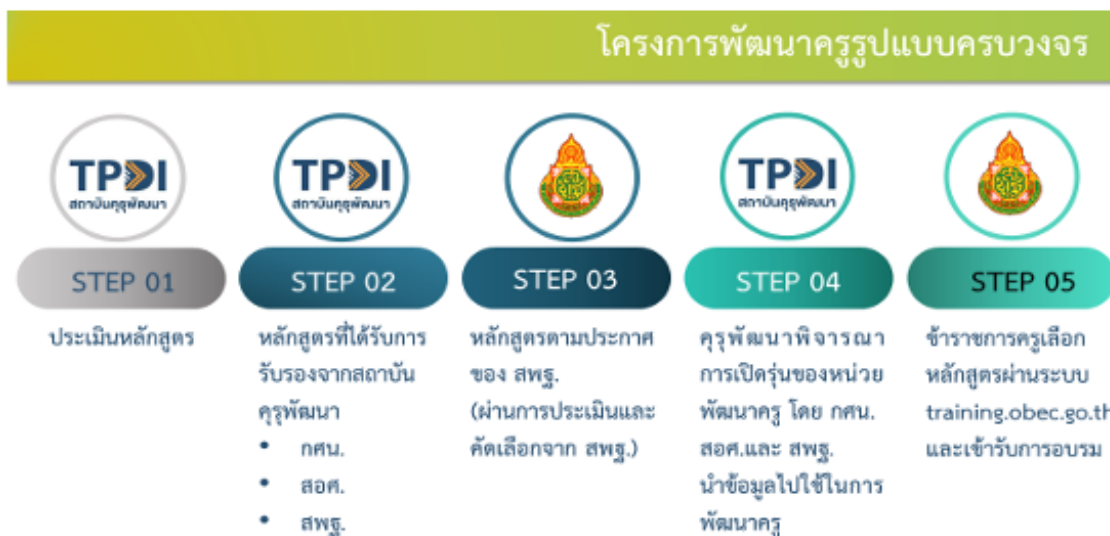 โครงการพัฒนาครูรูปแบบครบวงจร
TPDI
สถาบันคุรุพัฒนา
TPDI
สถาบันคุรุพัฒนา
TPDI
สถาบันคุรุพัฒนา
STEP 01
STEP 02
STEP 03
STEP 04
STEP 05
ประเมินหลักสูตร
หลักสูตรที่ได้รับการ
รับรองจากสถาบัน
คุรุพัฒนา
• กศน.
• สอศ.
• สพฐ.
หลักสูตรตามประกาศ
ของ สพฐ.
(ผ่านการประเมินและ
คัดเลือกจาก สพฐ.)
คุรุพัฒนาพิจารณา
การเปิดรุ่นของหน่วย
พัฒนาครู โดย กศน.
สอศ.และ สพฐ.
นำข้อมูลไปใช้ในการ
พัฒนาครู
ข้าราชการครูเลือก
หลักสูตรผ่านระบบ
training.obec.go.th
และเข้ารับการอบรม